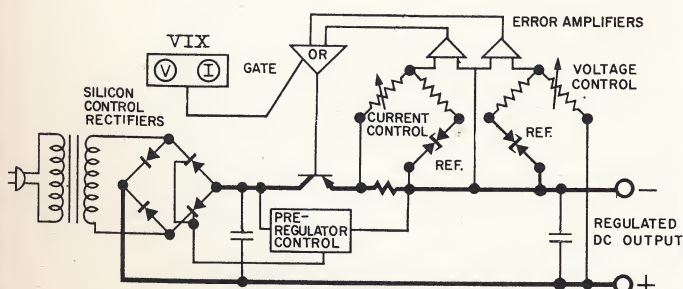 VIX
V I
GATE
OR
ERROR AMPLIFIERS
SILICON
CONTROL
RECTIFIERS
CURRENT
CONTROL
VOLTAGE
CONTROL
REF.
REF.
PRE-
REGULATOR
CONTROL
−
REGULATED
DC OUTPUT
+